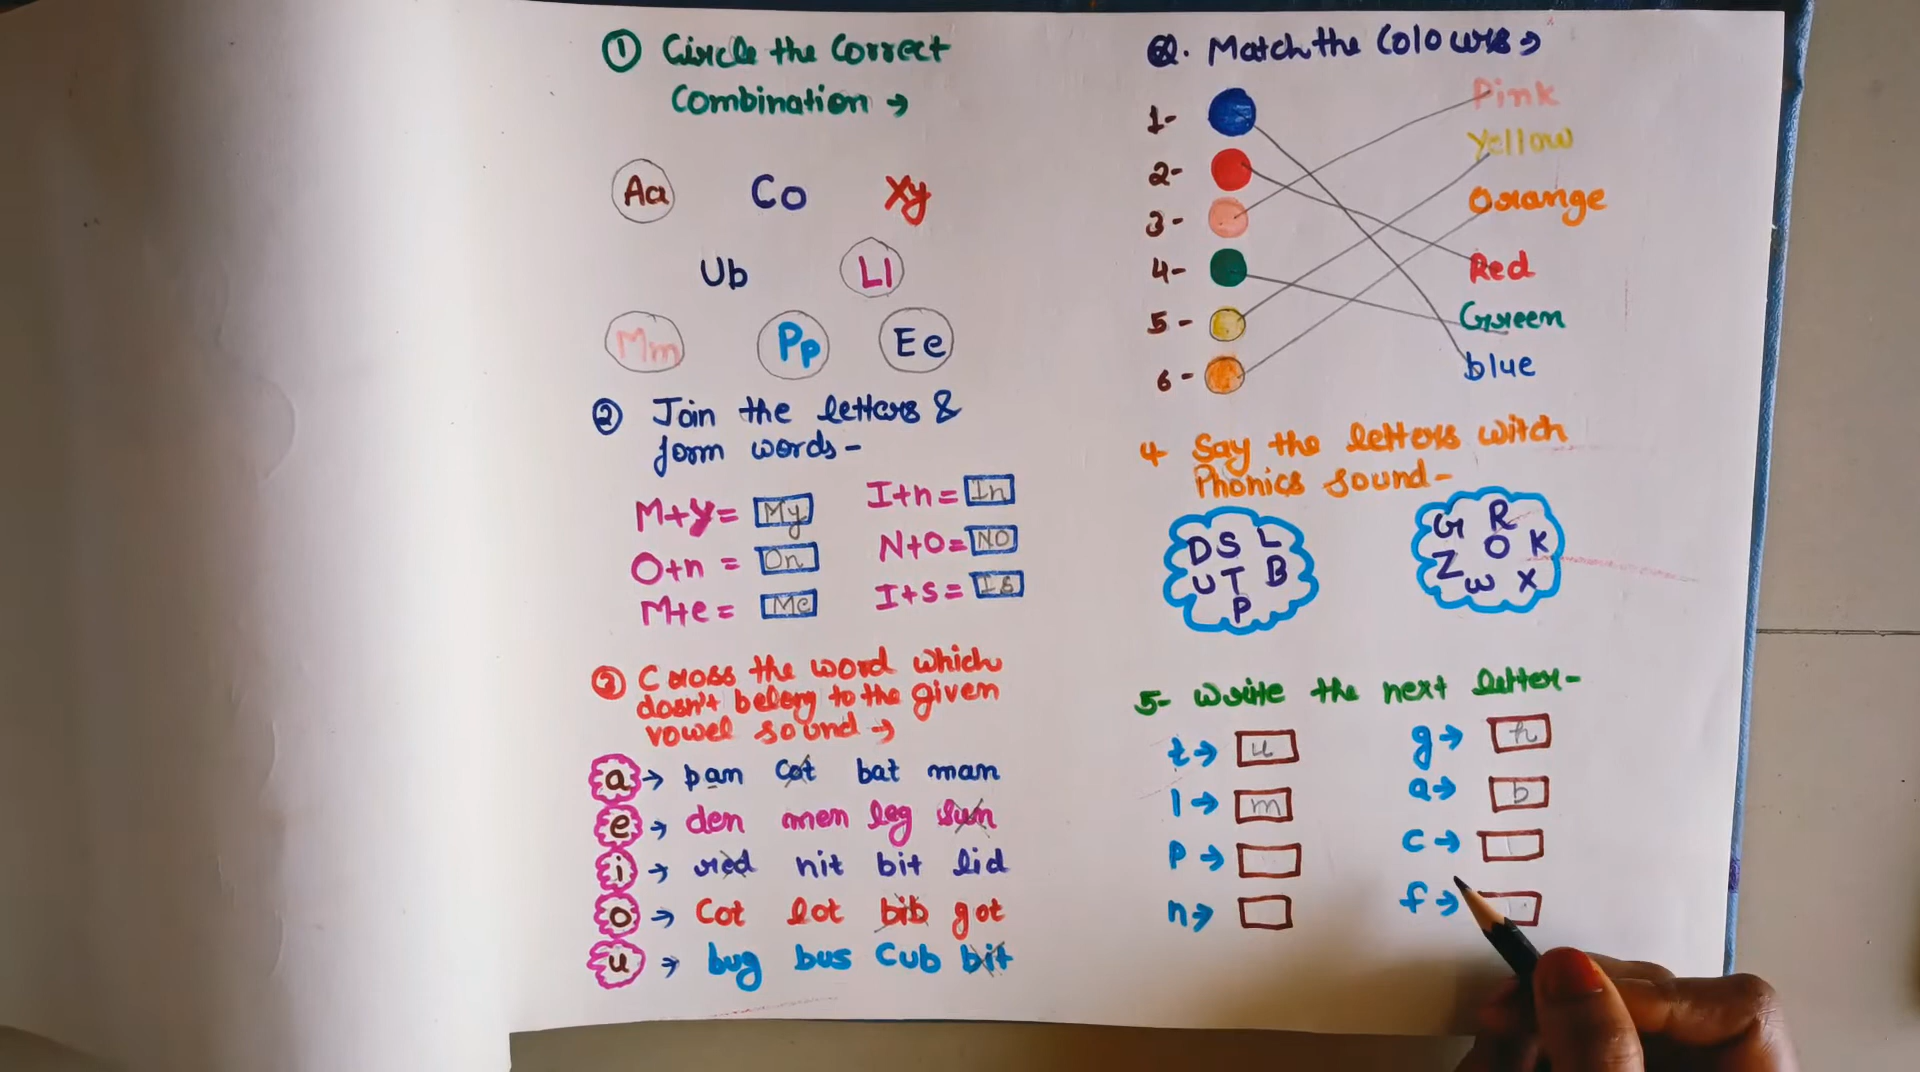 ① Circle the Correct
Combination →
Aa Co Xy
Ub Ll
Mm Pp Ee
② Join the letters &
form words-
M+y= My I+n= In
O+n = On N+O= NO
M+e= Me I+s= Is
③ Cross the word which
dosn't belong to the given
vowel sound →
a → pan cot bat man
e → den men leg sun
i → red nit bit lid
o → Cot lot bib got
u → bug bus Cub bit
Q. Match the Colours →
1- Pink
2- Yellow
3- Orange
4- Red
5- Green
6- blue
4- Say the letters witch
Phonics sound-
D S L G R
U T B Z O K
P W X
5- Write the next letter-
t → u g → h
l → m a → b
P → c →
n → f →